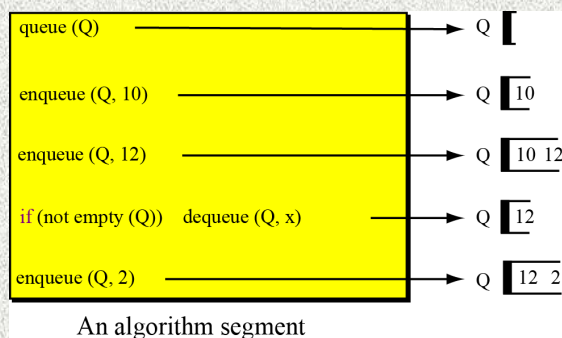 queue (Q) Q
enqueue (Q, 10) Q 10
enqueue (Q, 12) Q 10 12
if (not empty (Q)) dequeue (Q, x) Q 12
enqueue (Q, 2) Q 12 2
An algorithm segment